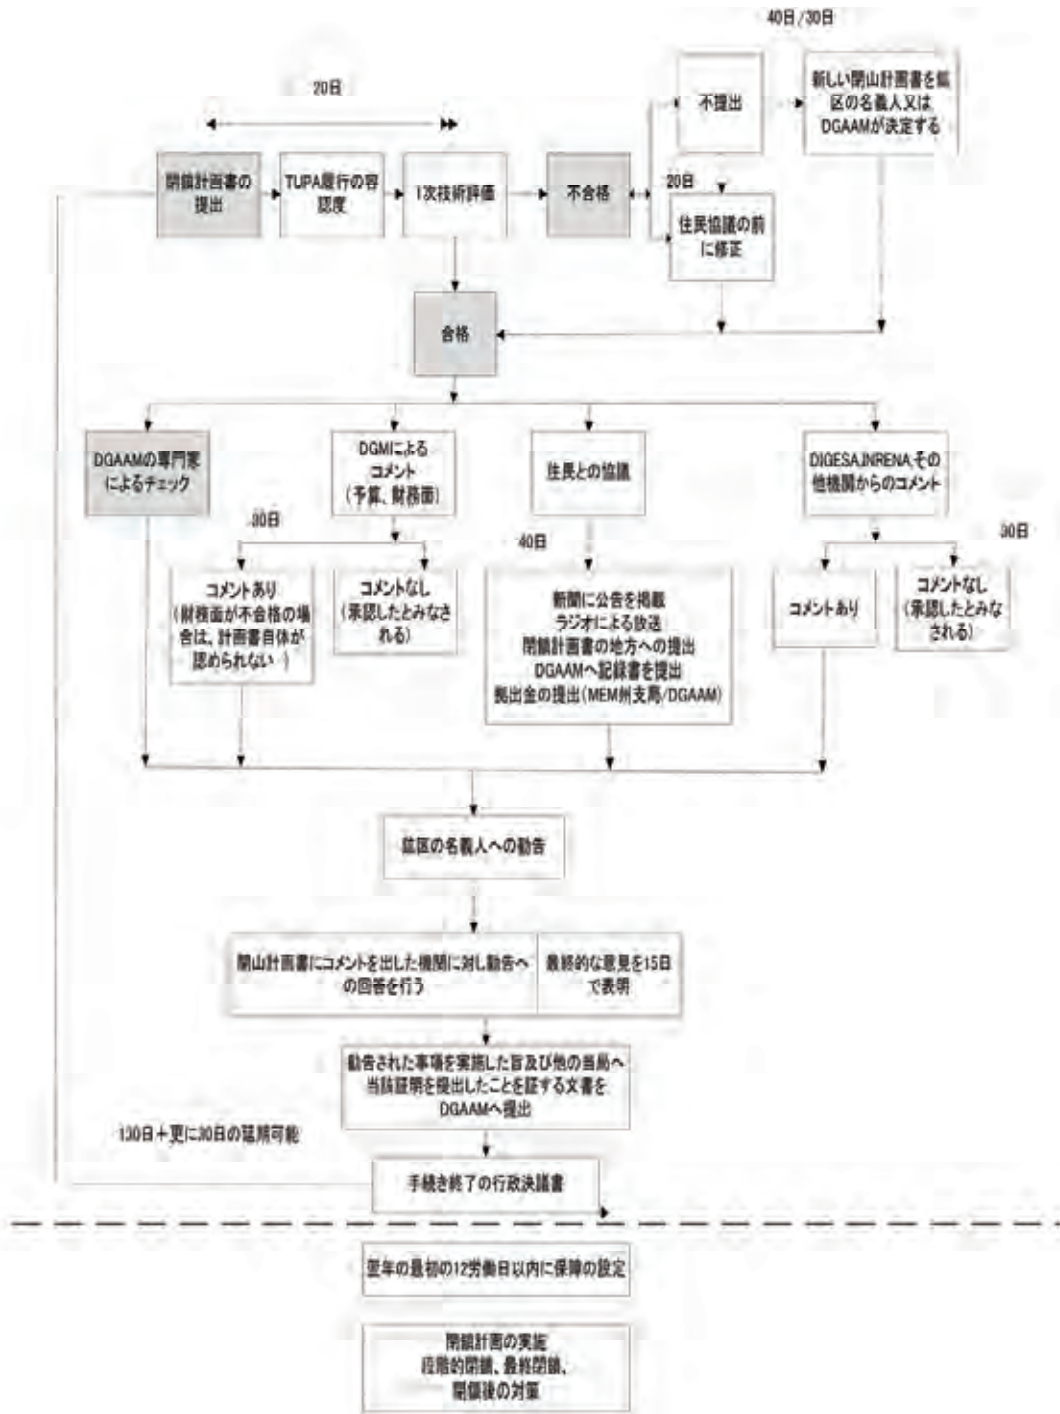 40日/30日
20日
不提出
新しい閉山計画書を鉱
区の名義人又は
DGAAMが決定する
閉鎖計画書の
提出
TUPA履行の容
認度
1次技術評価
不合格
20日
住民協議の前
に修正
合格
DGAAMの専門家
によるチェック
DGMによる
コメント
(予算、財務面)
住民との協議
DIGESA,INRENA,その
他機関からのコメント
30日
40日
30日
コメントあり
(財務面が不合格の場
合は、計画書自体が
認められない )
コメントなし
(承認したとみなさ
れる)
新聞に公告を掲載
ラジオによる放送
閉鎖計画書の地方への提出
DGAAMへ記録書を提出
拠出金の提出(MEM州支局/DGAAM)
コメントあり
コメントなし
(承認したとみな
される)
鉱区の名義人への勧告
閉山計画書にコメントを出した機関に対し勧告へ
の回答を行う
最終的な意見を15日
で表明
勧告された事項を実施した旨及び他の当局へ
当該証明を提出したことを証する文書を
DGAAMへ提出
130日+更に30日の延期可能
手続き終了の行政決議書
翌年の最初の12労働日以内に保障の設定
閉鎖計画の実施
段階的閉鎖、最終閉鎖、
閉鎖後の対策